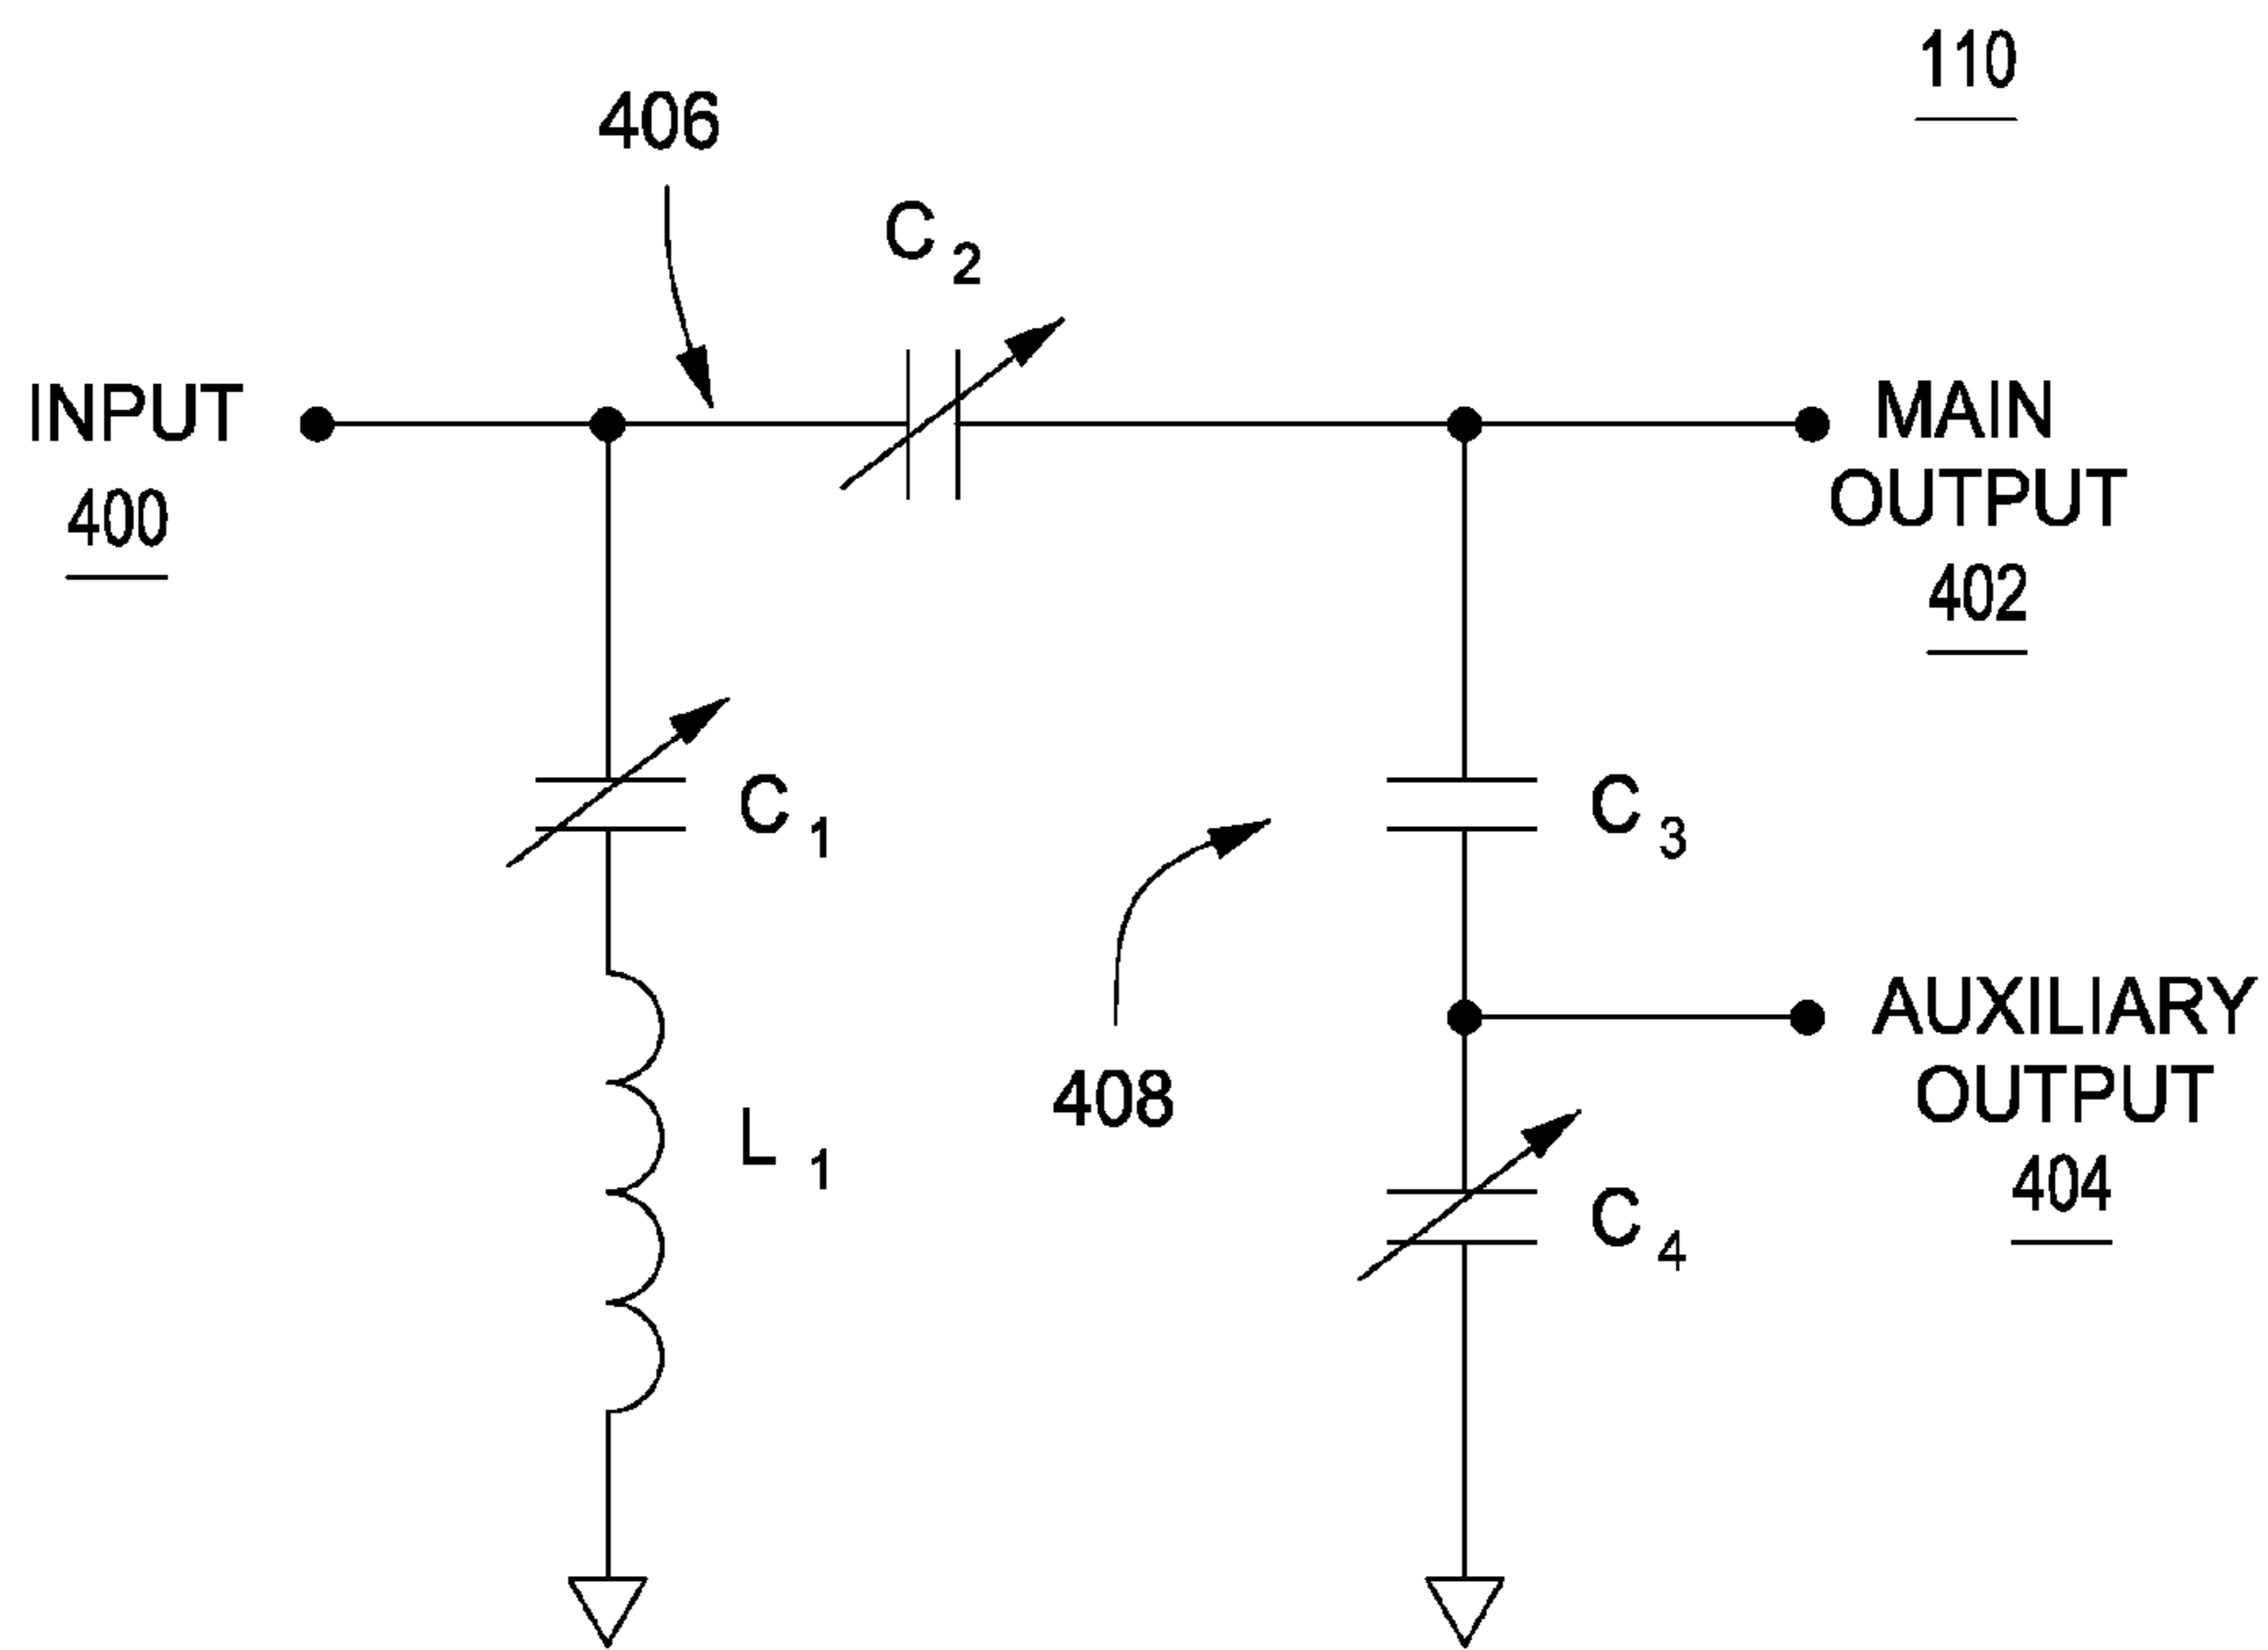 110
406
C2
INPUT
400
MAIN
OUTPUT
402
C1
C3
L1
408
AUXILIARY
OUTPUT
404
C4